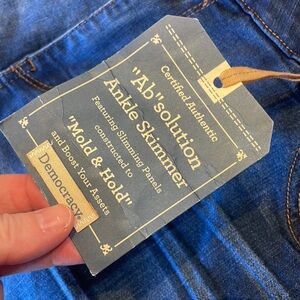 Certified Authentic
"Ab"solution
Ankle Skimmer
Featuring Slimming Panels
constructed to
"Mold & Hold"
and Boost Your Assets
Democracy